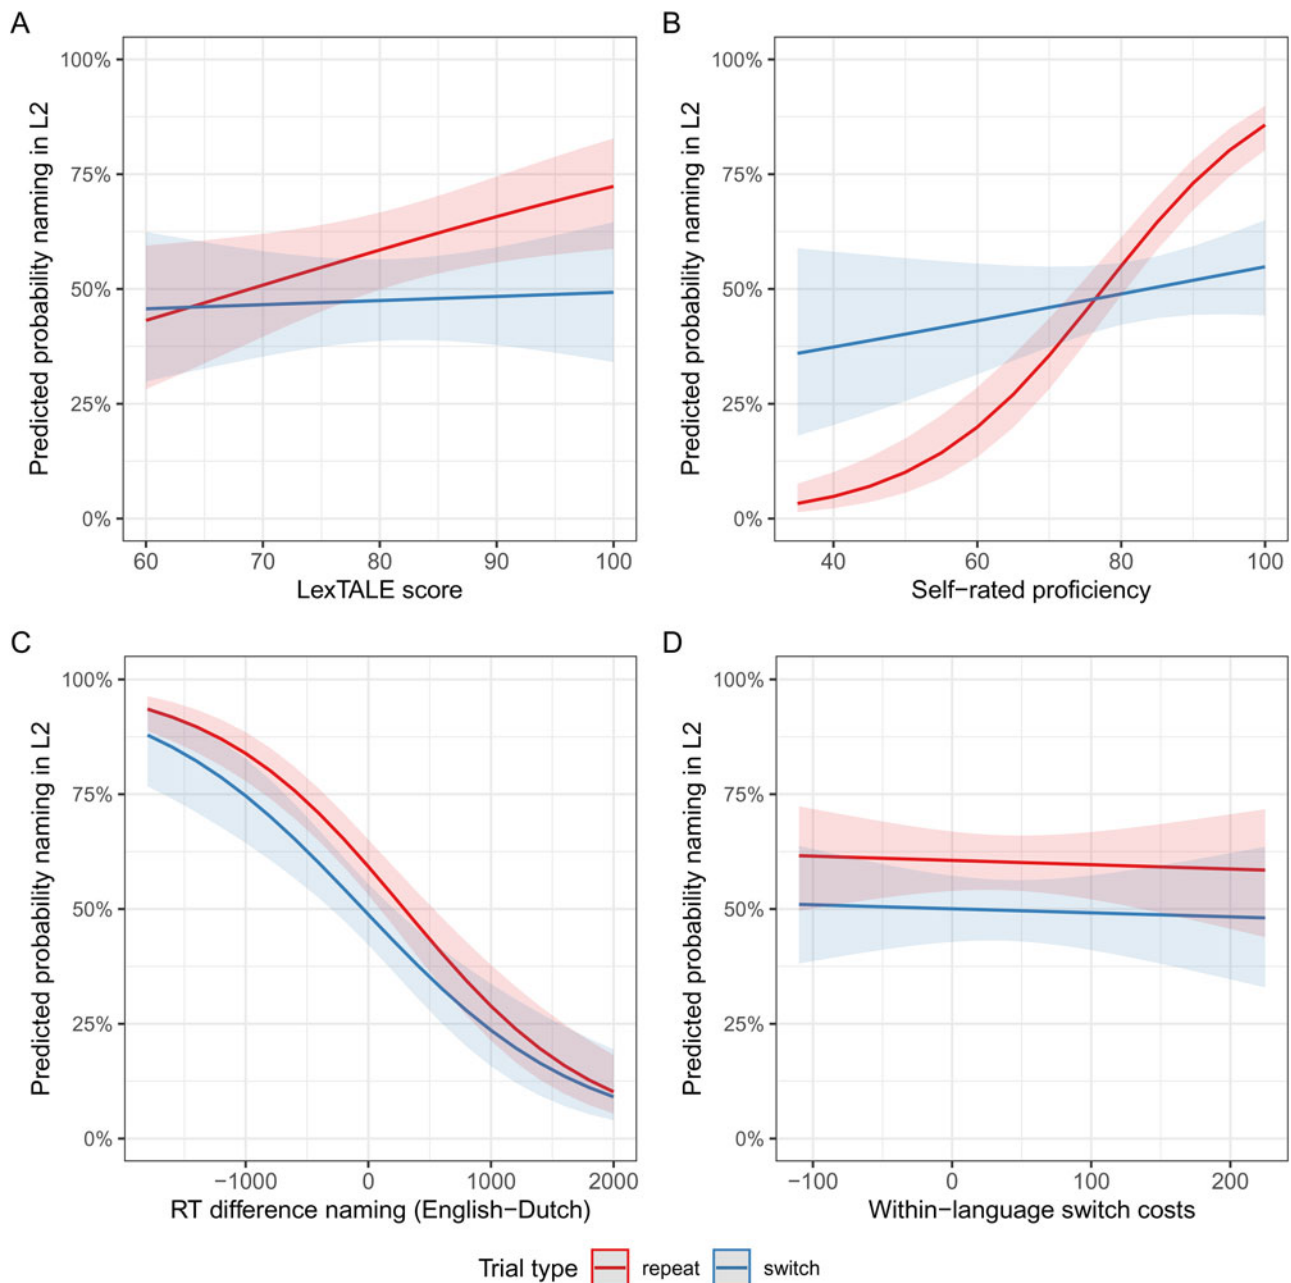 A
Predicted probability naming in L2
100%
75%
50%
25%
0%
60 70 80 90 100
LexTALE score
B
Predicted probability naming in L2
100%
75%
50%
25%
0%
40 60 80 100
Self−rated proficiency
C
Predicted probability naming in L2
100%
75%
50%
25%
0%
−1000 0 1000 2000
RT difference naming (English−Dutch)
D
Predicted probability naming in L2
100%
75%
50%
25%
0%
−100 0 100 200
Within−language switch costs
Trial type repeat switch